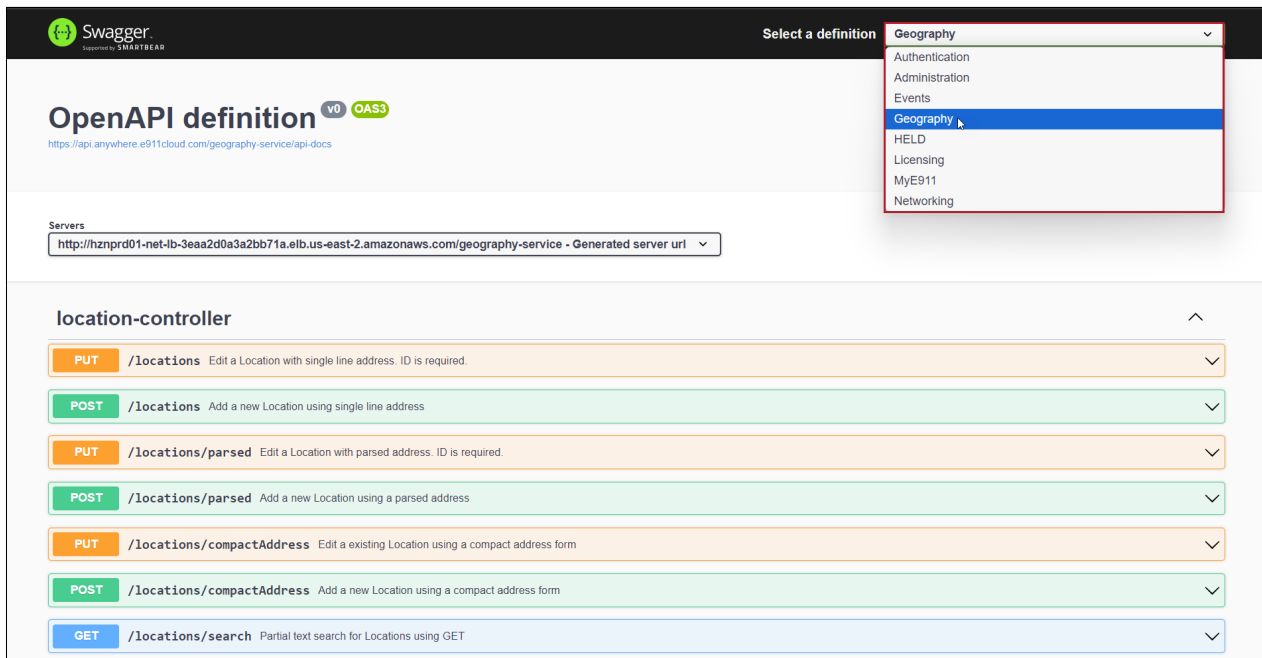 Swagger.
Supported by SMARTBEAR
Select a definition
Geography
Authentication
Administration
Events
Geography
HELD
Licensing
MyE911
Networking
OpenAPI definition v0 OAS3
https://api.anywhere.e911cloud.com/geography-service/api-docs
Servers
http://hznprd01-net-lb-3eaa2d0a3a2bb71a.elb.us-east-2.amazonaws.com/geography-service - Generated server url
location-controller
PUT /locations Edit a Location with single line address. ID is required.
POST /locations Add a new Location using single line address
PUT /locations/parsed Edit a Location with parsed address. ID is required.
POST /locations/parsed Add a new Location using a parsed address
PUT /locations/compactAddress Edit a existing Location using a compact address form
POST /locations/compactAddress Add a new Location using a compact address form
GET /locations/search Partial text search for Locations using GET